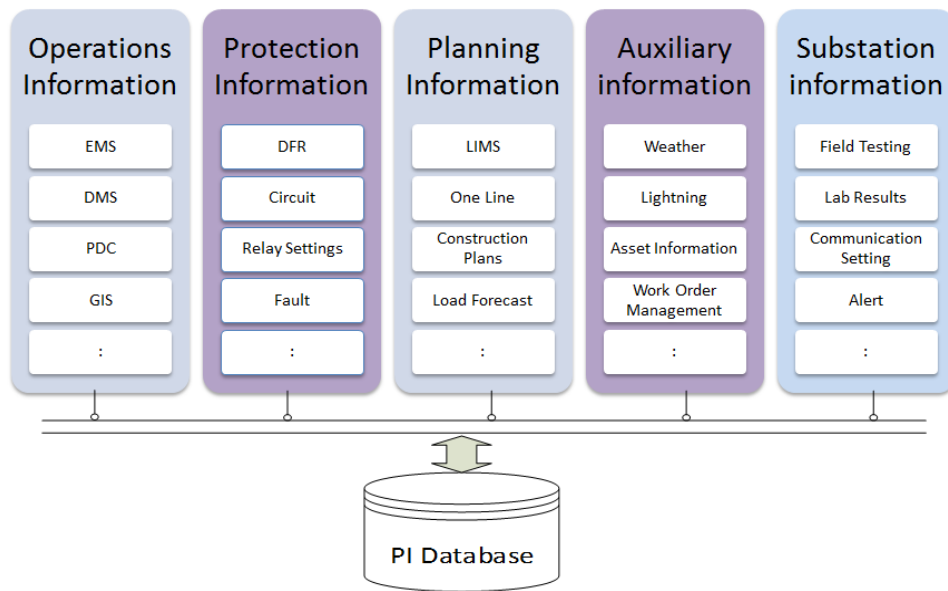 Operations
Information
EMS
DMS
PDC
GIS
:
Protection
Information
DFR
Circuit
Relay Settings
Fault
:
Planning
Information
LIMS
One Line
Construction
Plans
Load Forecast
:
Auxiliary
information
Weather
Lightning
Asset Information
Work Order
Management
:
Substation
information
Field Testing
Lab Results
Communication
Setting
Alert
:
PI Database